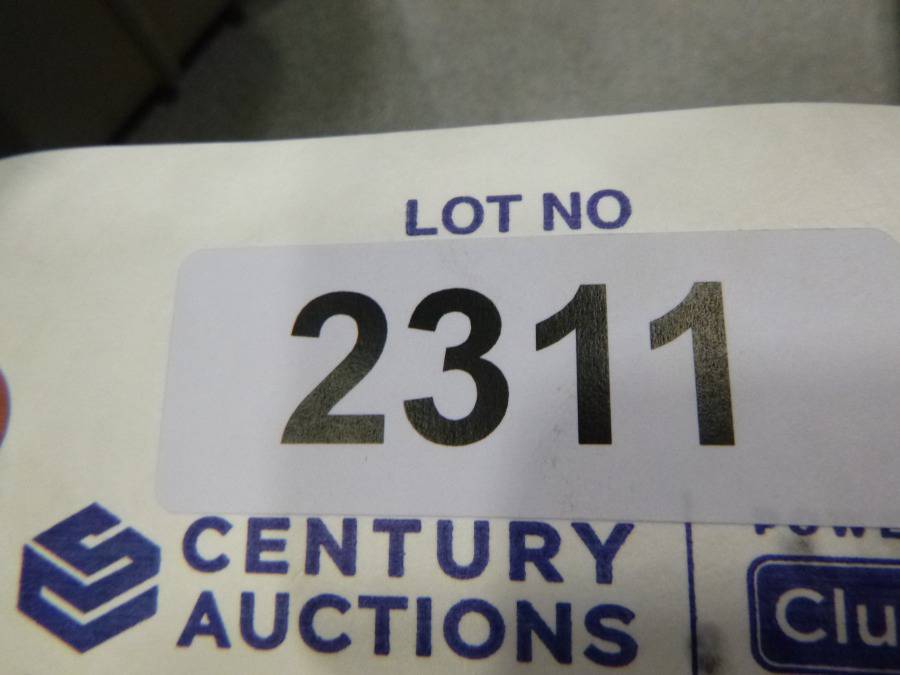 LOT NO
2311
CENTURY
AUCTIONS